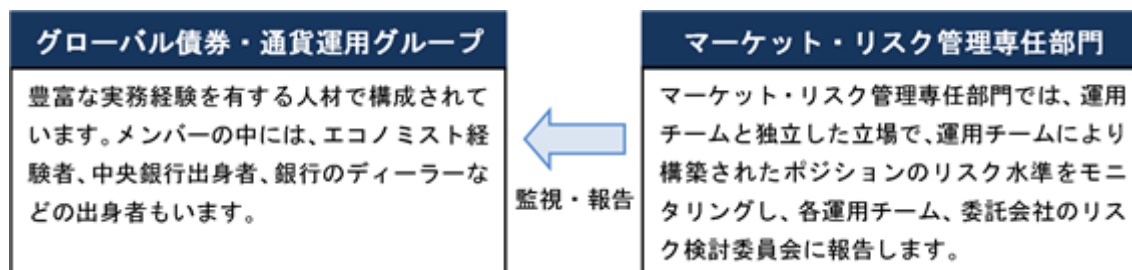 グローバル債券・通貨運用グループ
豊富な実務経験を有する人材で構成されて
います。メンバーの中には、エコノミスト経
験者、中央銀行出身者、銀行のディーラーな
どの出身者もいます。
監視・報告
マーケット・リスク管理専任部門
マーケット・リスク管理専任部門では、運用
チームと独立した立場で、運用チームにより
構築されたポジションのリスク水準をモニ
タリングし、各運用チーム、委託会社のリス
ク検討委員会に報告します。